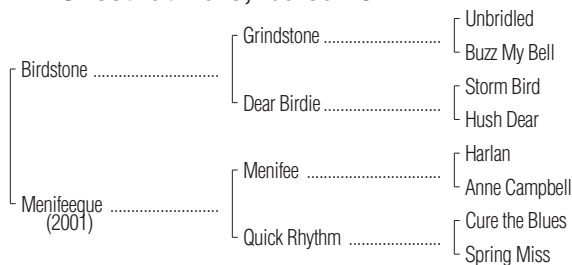 Unbridled
Grindstone
Buzz My Bell
Birdstone
Storm Bird
Dear Birdie
Hush Dear
Harlan
Menifee
Anne Campbell
Menifeeque
(2001)
Cure the Blues
Quick Rhythm
Spring Miss